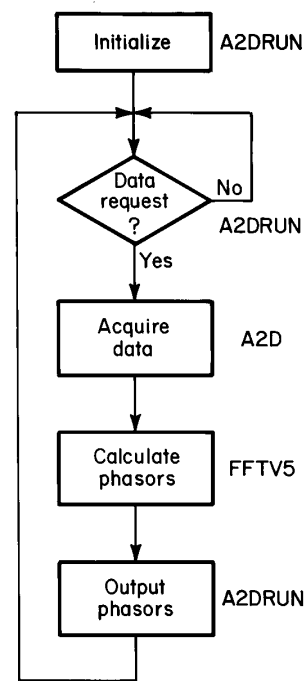 Initialize
A2DRUN
Data
request
?
No
A2DRUN
Yes
Acquire
data
A2D
Calculate
phasors
FFTV5
Output
phasors
A2DRUN